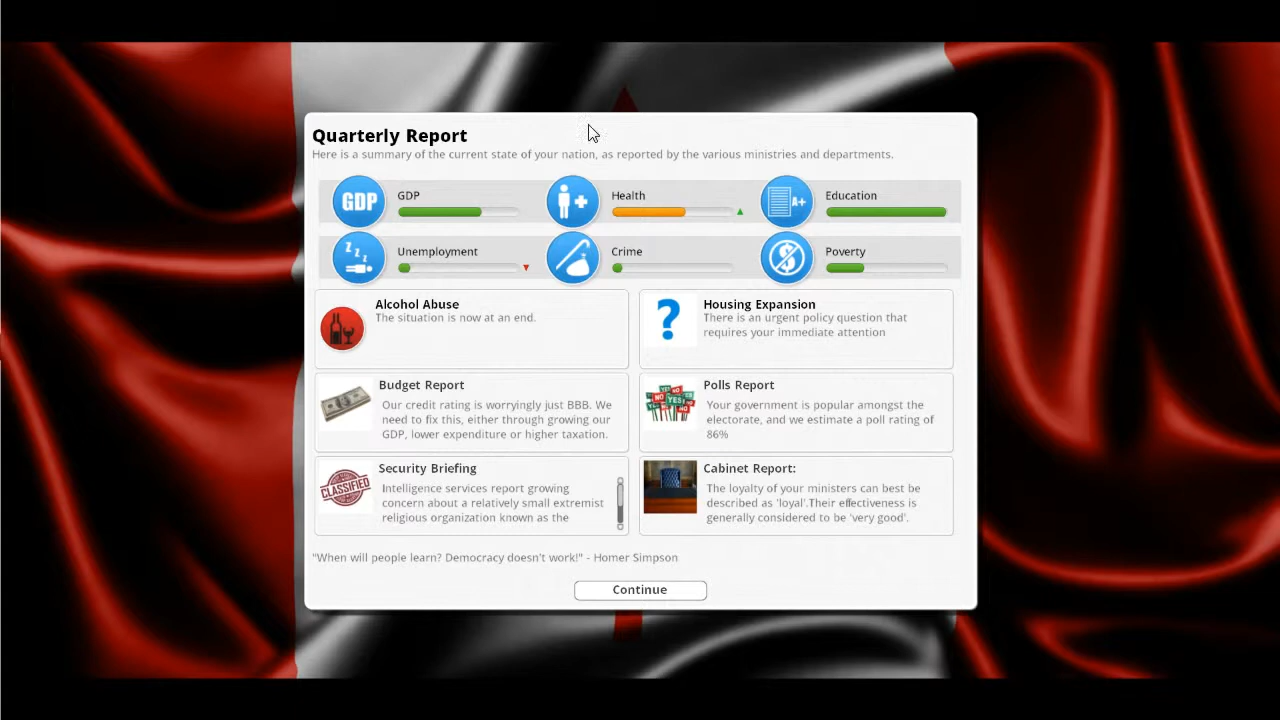 Quarterly Report
Here is a summary of the current state of your nation, as reported by the various ministries and departments.
GDP
GDP
Health
A+
Education
Z Z Z
Unemployment
Crime
$
Poverty
Alcohol Abuse
The situation is now at an end.
?
Housing Expansion
There is an urgent policy question that
requires your immediate attention
Budget Report
Our credit rating is worryingly just BBB. We
need to fix this, either through growing our
GDP, lower expenditure or higher taxation.
YES NO NO YES NO
Polls Report
Your government is popular amongst the
electorate, and we estimate a poll rating of
86%
CLASSIFIED
Security Briefing
Intelligence services report growing
concern about a relatively small extremist
religious organization known as the
Cabinet Report:
The loyalty of your ministers can best be
described as 'loyal'.Their effectiveness is
generally considered to be 'very good'.
"When will people learn? Democracy doesn't work!" - Homer Simpson
Continue